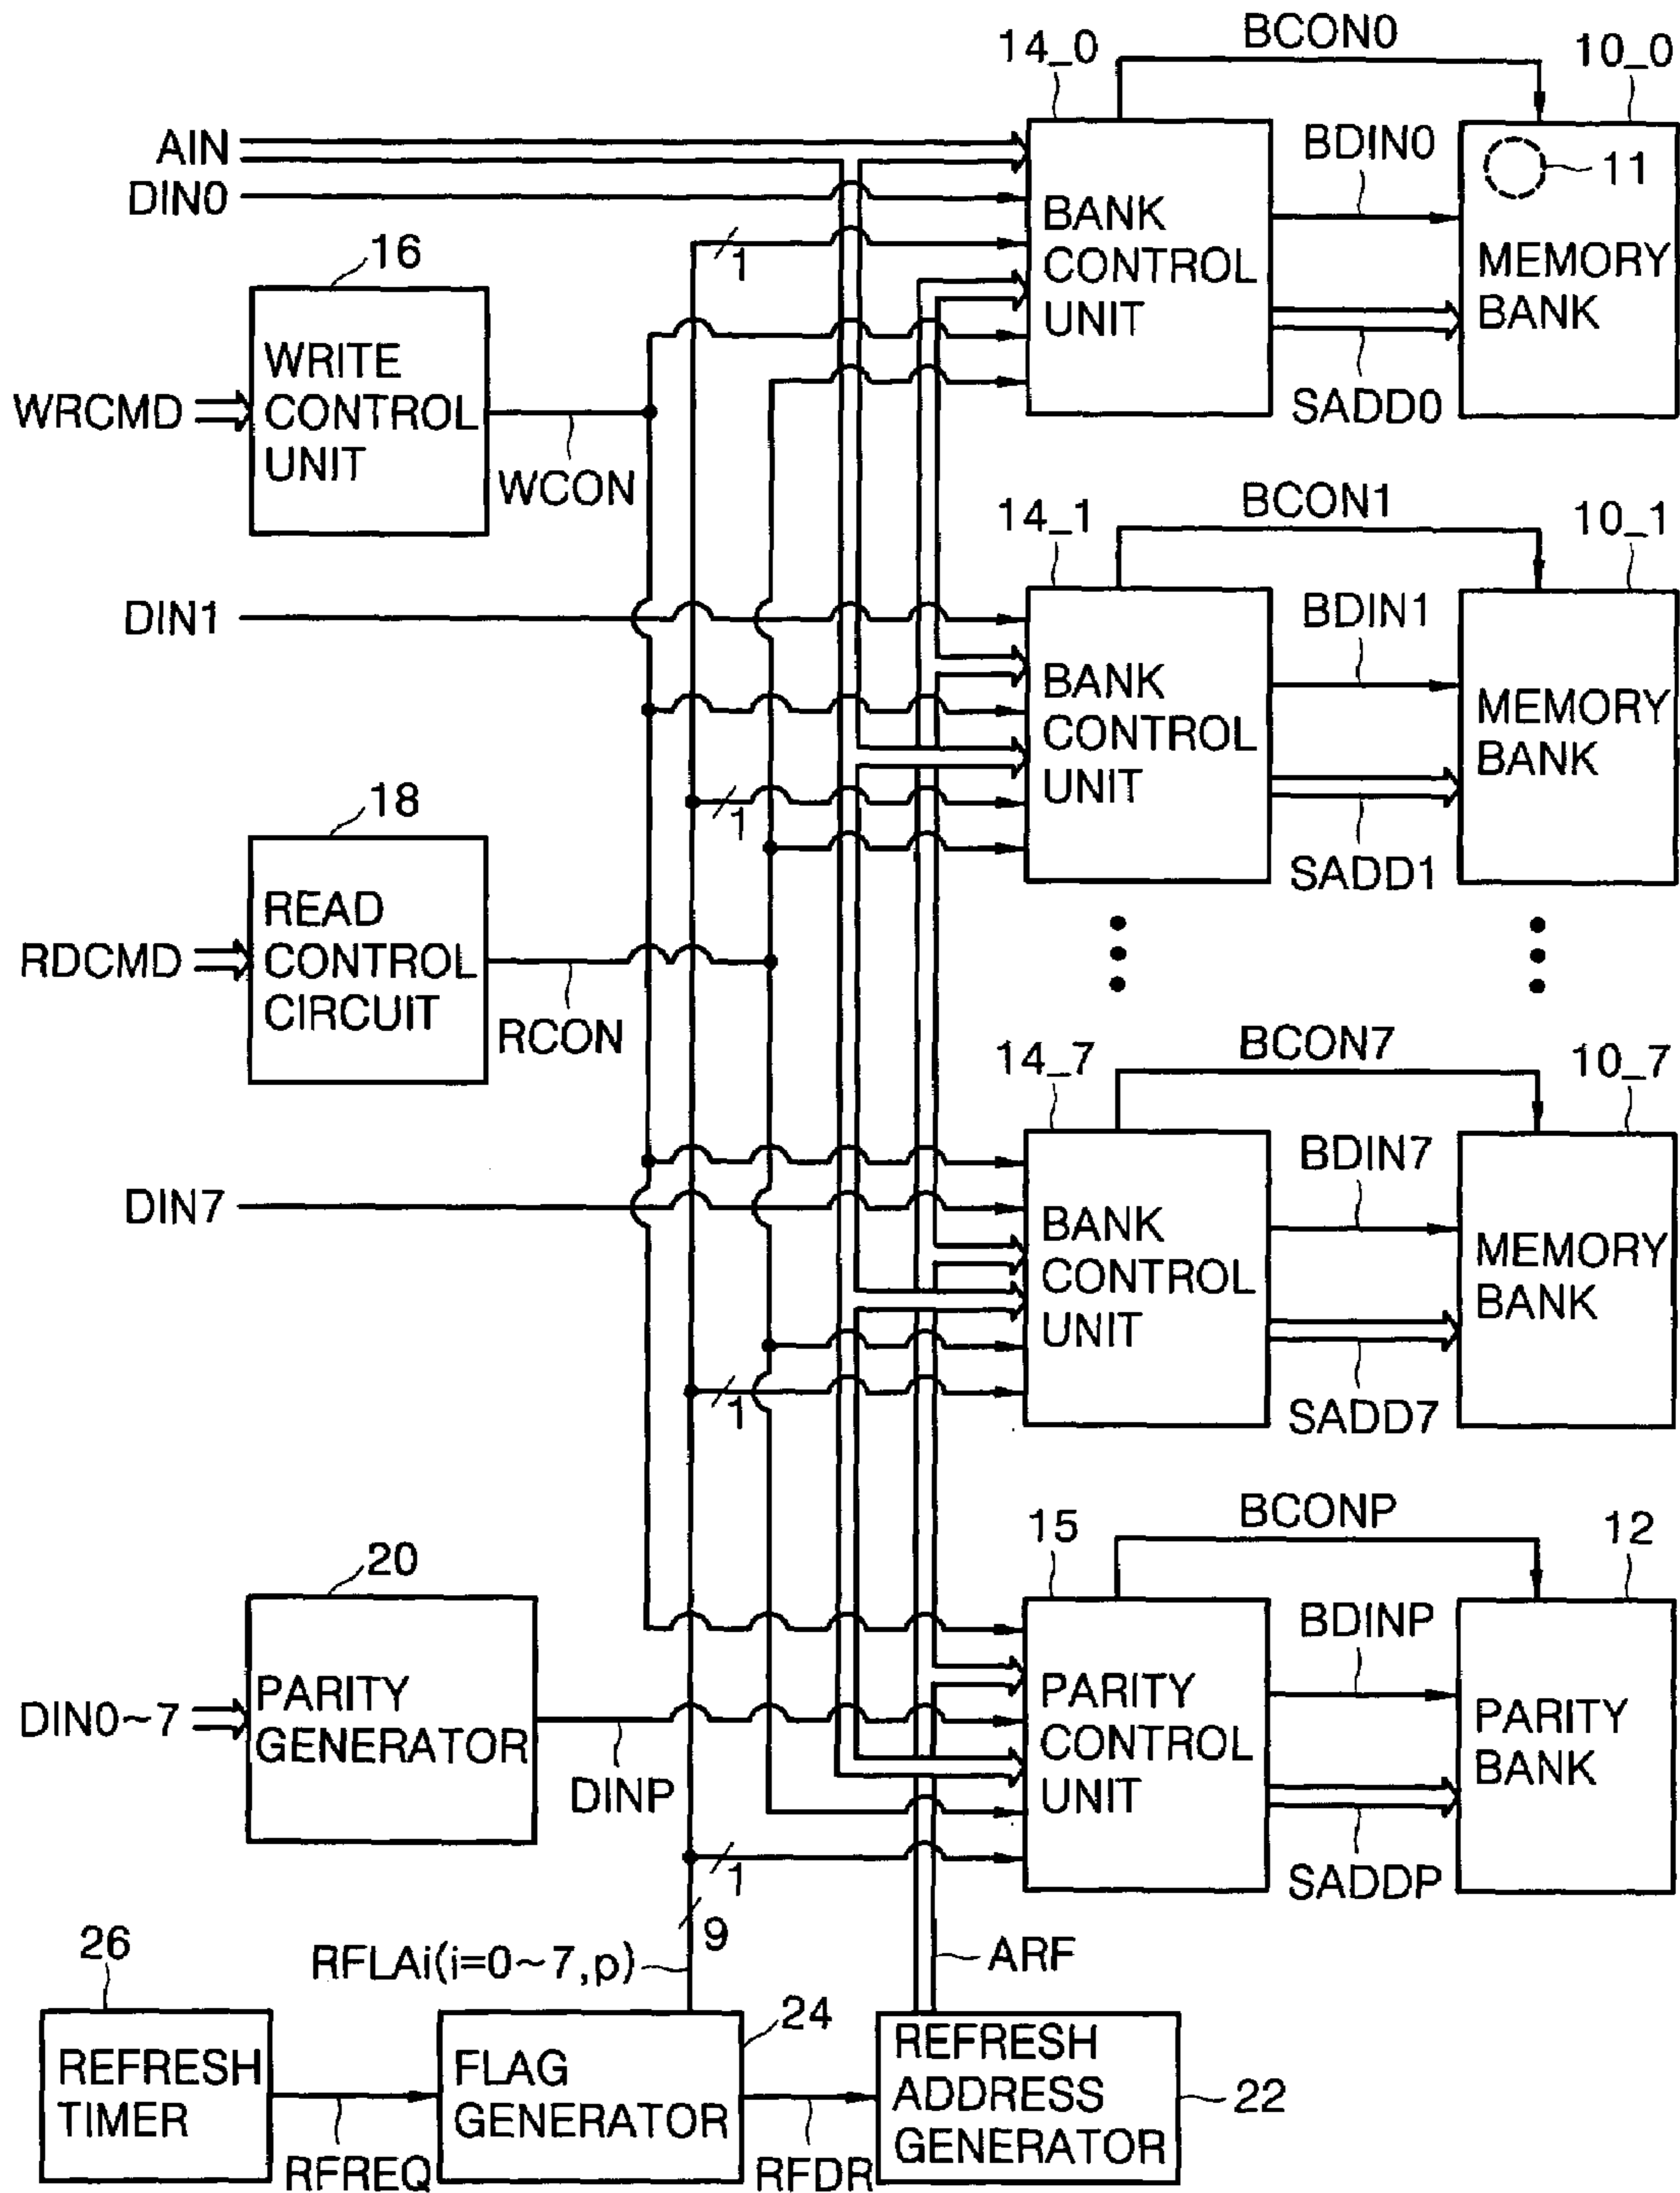 BCON0
14_0
10_0
AIN
BDIN0
11
DIN0
BANK
CONTROL
UNIT
1
MEMORY
BANK
16
WRITE
CONTROL
UNIT
WRCMD
WCON
SADD0
BCON1
14_1
10_1
DIN1
BDIN1
BANK
CONTROL
UNIT
MEMORY
BANK
1
18
SADD1
READ
CONTROL
CIRCUIT
RDCMD
RCON
BCON7
14_7
10_7
BDIN7
DIN7
BANK
CONTROL
UNIT
MEMORY
BANK
1
SADD7
BCONP
15
12
20
BDINP
PARITY
GENERATOR
DIN0~7
DINP
PARITY
CONTROL
UNIT
PARITY
BANK
1
SADDP
9
26
RFLAi(i=0~7,p)
ARF
24
REFRESH
TIMER
FLAG
GENERATOR
REFRESH
ADDRESS
GENERATOR
22
RFREQ
RFDR